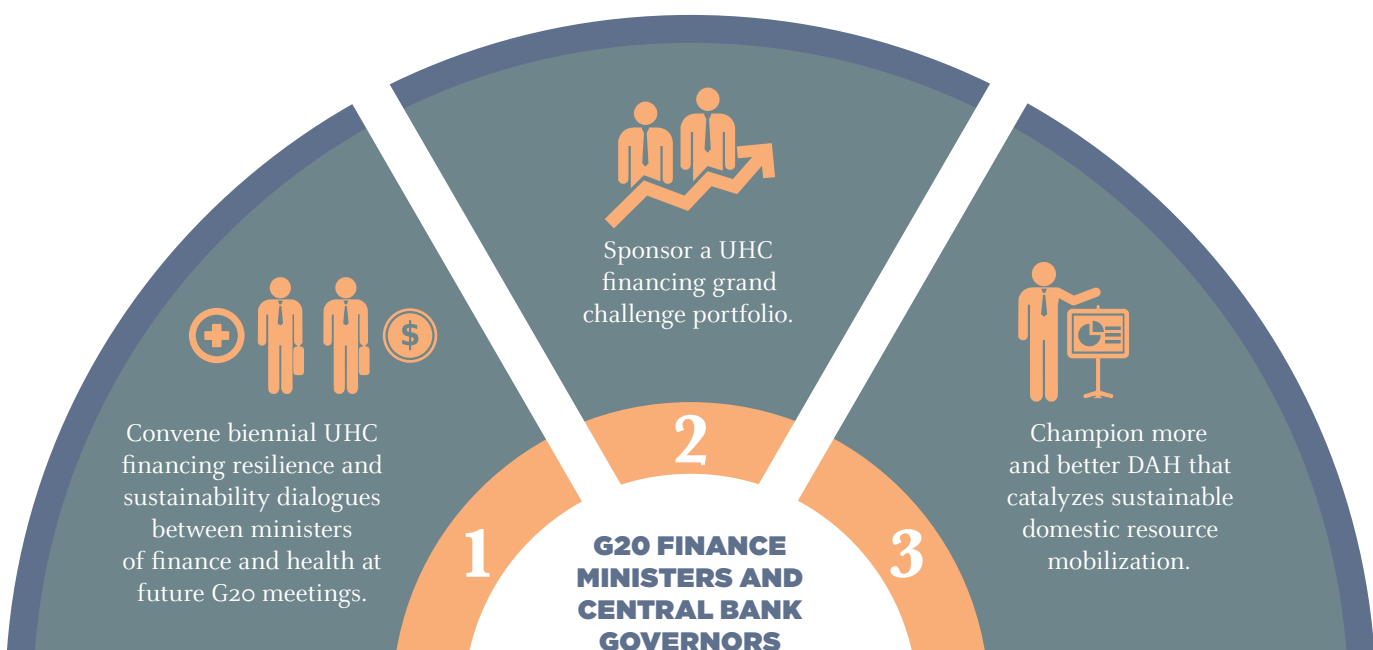 Convene biennial UHC
financing resilience and
sustainability dialogues
between ministers
of finance and health at
future G20 meetings.
1
$
Sponsor a UHC
financing grand
challenge portfolio.
2
Champion more
and better DAH that
catalyzes sustainable
domestic resource
mobilization.
3
G20 FINANCE
MINISTERS AND
CENTRAL BANK
GOVERNORS